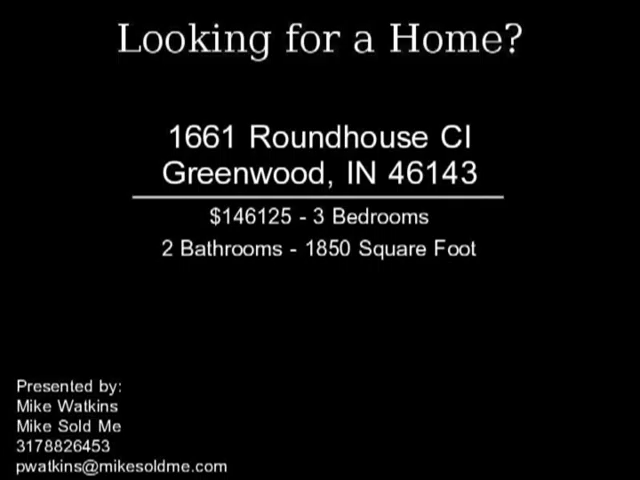 Looking for a Home?
1661 Roundhouse CI
Greenwood, IN 46143
$146125 - 3 Bedrooms
2 Bathrooms - 1850 Square Foot
Presented by:
Mike Watkins
Mike Sold Me
3178826453
pwatkins@mikesoldme.com